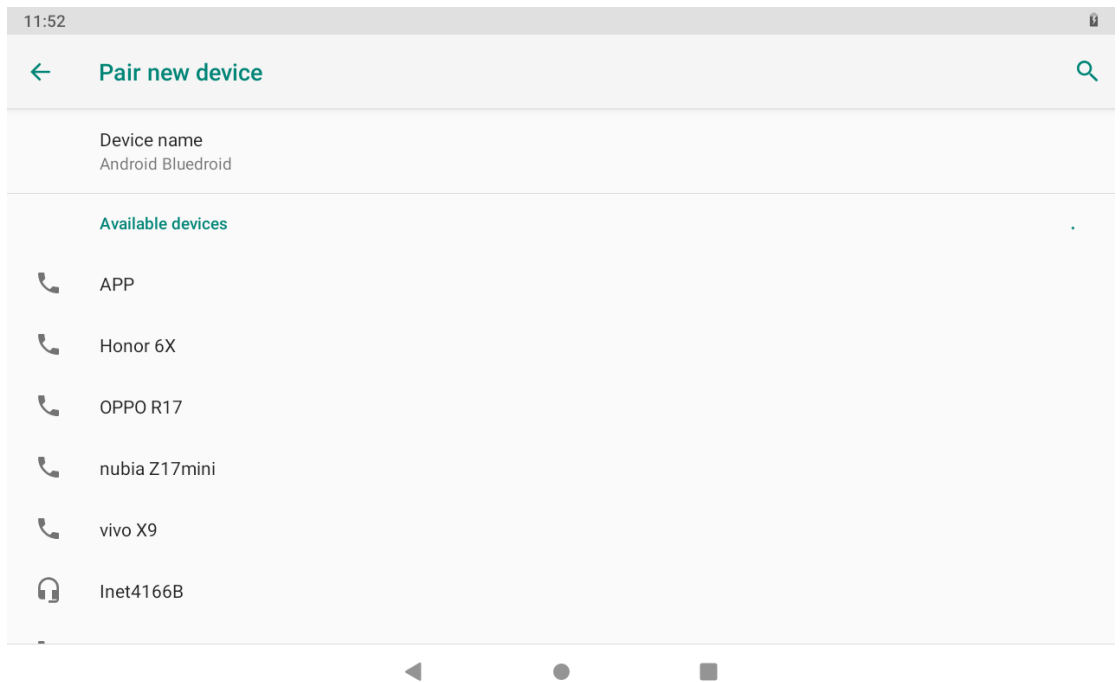 11:52
Pair new device
Device name
Android Bluedroid
Available devices
APP
Honor 6X
OPPO R17
nubia Z17mini
vivo X9
Inet4166B